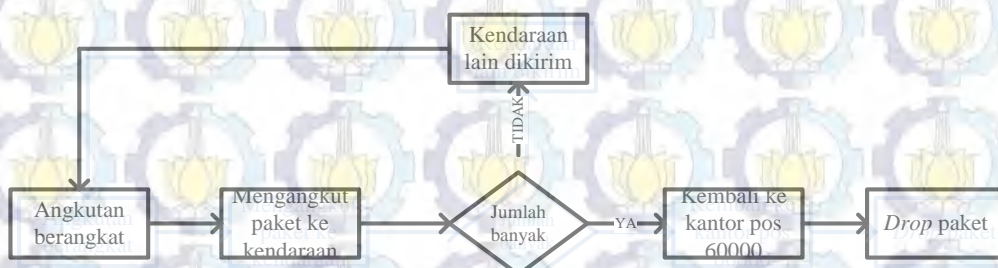 Kendaraan
lain dikirim
TIDAK
Angkutan
berangkat
Mengangkut
paket ke
kendaraan
Jumlah
banyak
YA
Kembali ke
kantor pos
60000
Drop paket